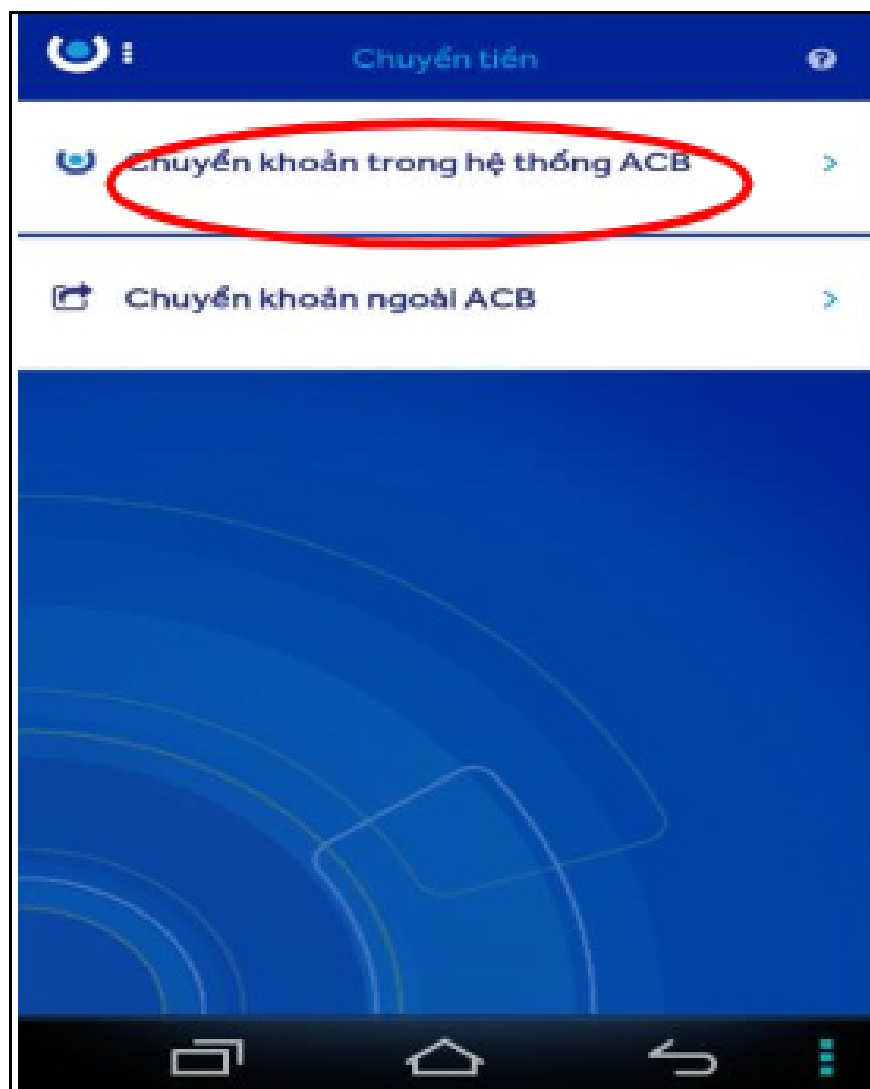 Chuyển tiền
Chuyển khoản trong hệ thống ACB
Chuyển khoản ngoài ACB